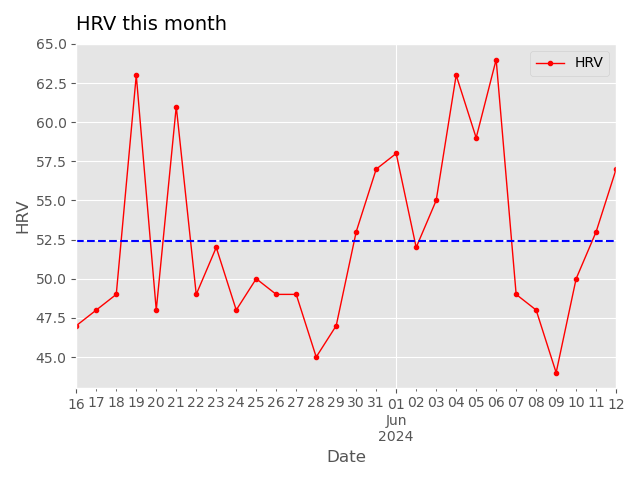 HRV this month
65.0
HRV
62.5
60.0
57.5
55.0
52.5
50.0
47.5
45.0
HRV
16 17 18 19 20 21 22 23 24 25 26 27 28 29 30 31 01 02 03 04 05 06 07 08 09 10 11 12
Jun
2024
Date